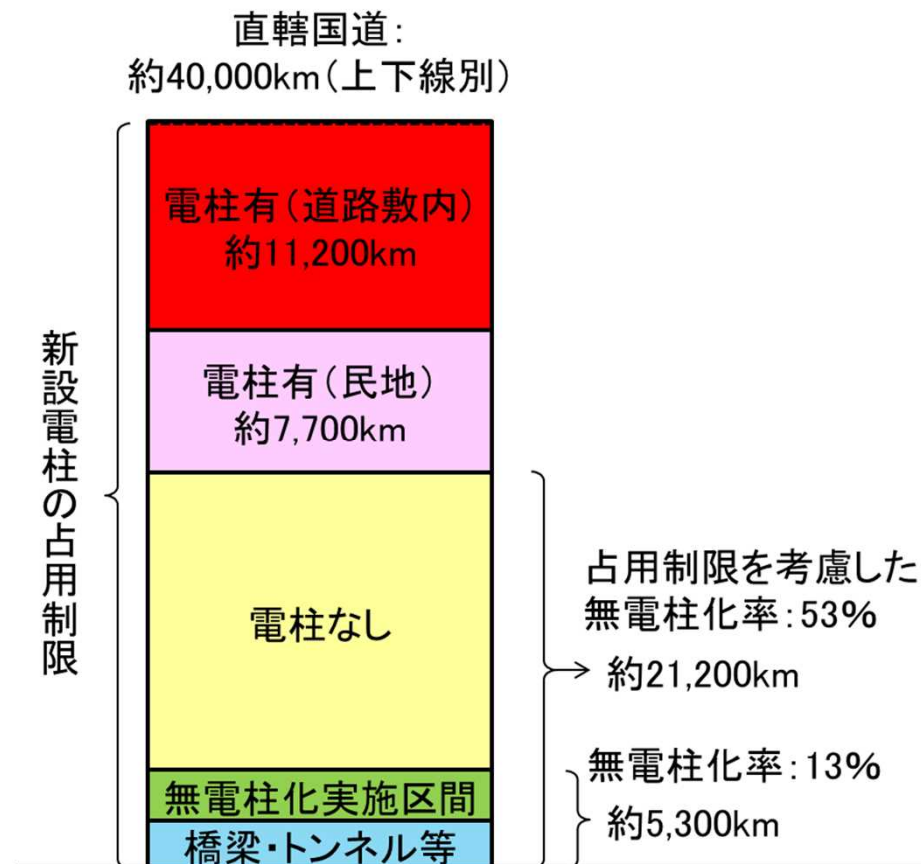 直轄国道:
約40,000km(上下線別)
電柱有(道路敷内)
約11,200km
電柱有(民地)
約7,700km
電柱なし
無電柱化実施区間
橋梁・トンネル等
新設電柱の占用制限
占用制限を考慮した
無電柱化率:53%
約21,200km
無電柱化率:13%
約5,300km